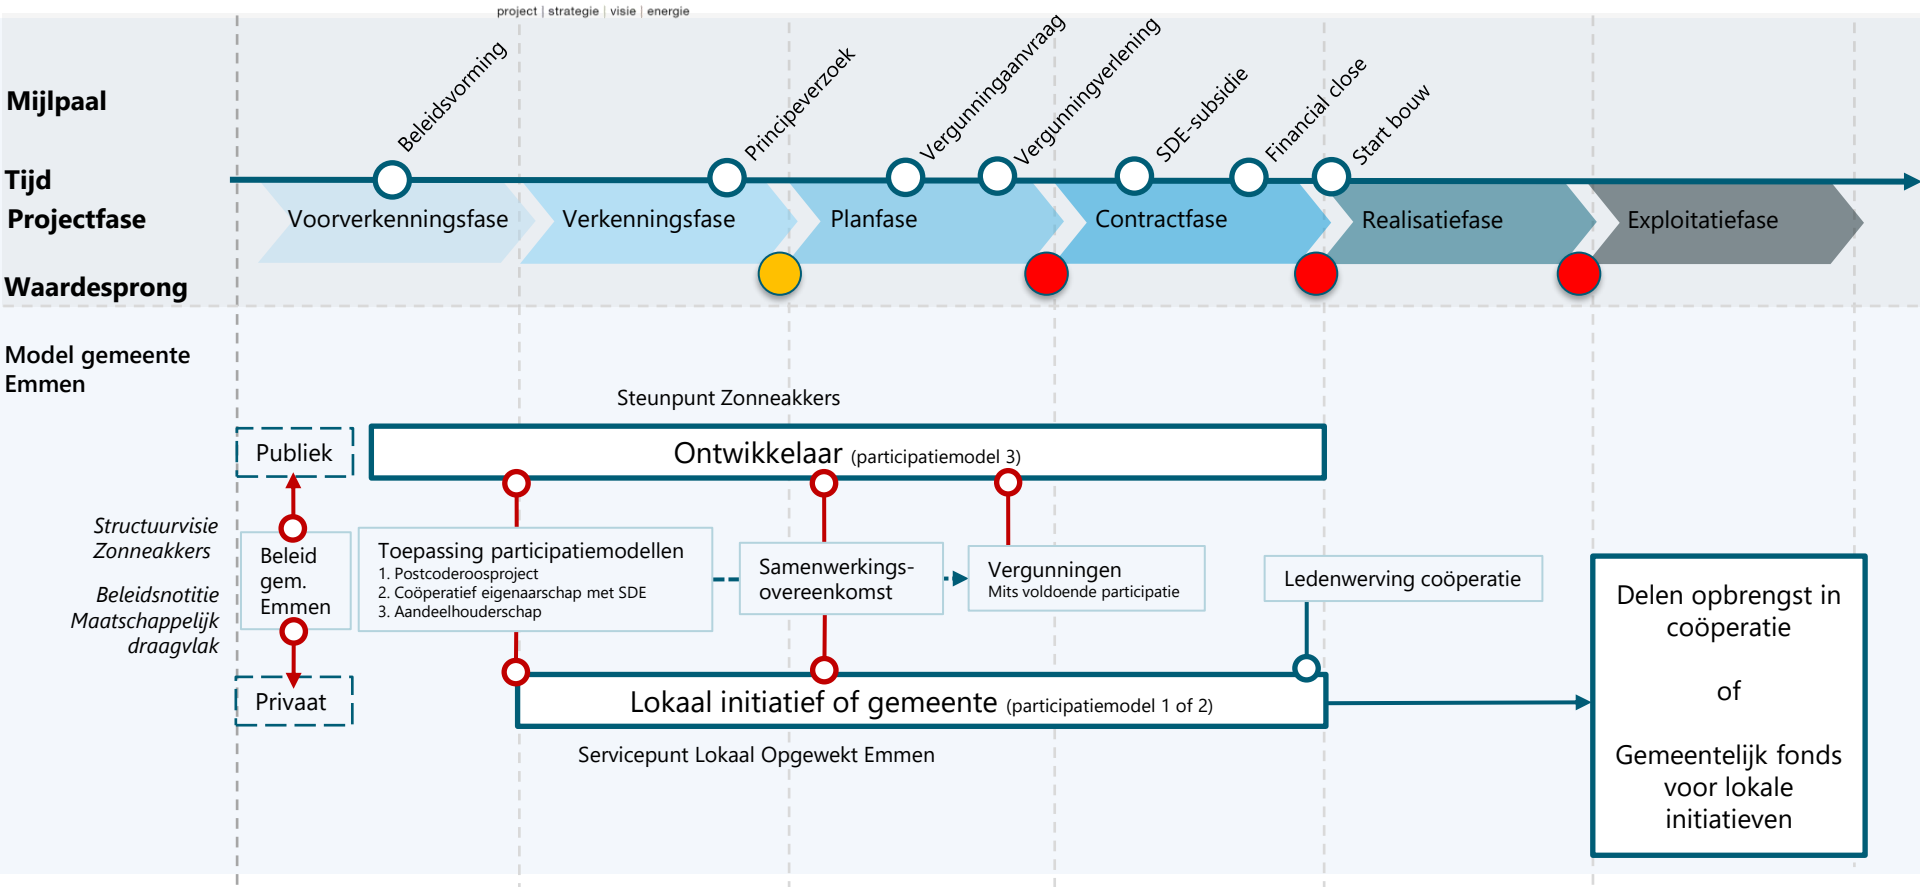 project | strategie | visie | energie
Mijlpaal
Beleidsvorming
Principeverzoek
Vergunningaanvraag
Vergunningverlening
SDE-subsidie
Financial close
Start bouw
Tijd
Projectfase
Voorverkenningsfase
Verkenningsfase
Planfase
Contractfase
Realisatiefase
Exploitatiefase
Waardesprong
Model gemeente
Emmen
Steunpunt Zonneakkers
Publiek
Ontwikkelaar (participatiemodel 3)
Structuurvisie
Zonneakkers
Beleidsnotitie
Maatschappelijk
draagvlak
Beleid
gem.
Emmen
Toepassing participatiemodellen
1. Postcoderoosproject
2. Coöperatief eigenaarschap met SDE
3. Aandeelhouderschap
Samenwerkings-
overeenkomst
Vergunningen
Mits voldoende participatie
Ledenwerving coöperatie
Delen opbrengst in
coöperatie
of
Gemeentelijk fonds
voor lokale
initiatieven
Privaat
Lokaal initiatief of gemeente (participatiemodel 1 of 2)
Servicepunt Lokaal Opgewekt Emmen